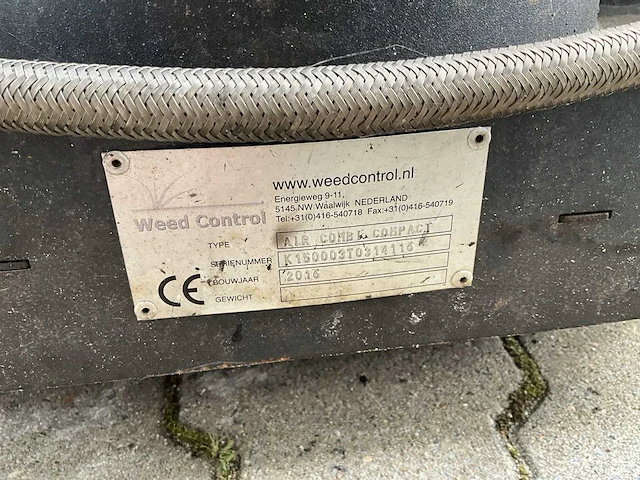 www.weedcontrol.nl
Energieweg 9-11,
5145 NW Waalwijk NEDERLAND
Tel:+31(0)416-540718 Fax:+31(0)416-540719
Weed Control
TYPE AIR COMBI COMPACT
SERIENUMMER K150003T0314116
BOUWJAAR 2016
GEWICHT
CE